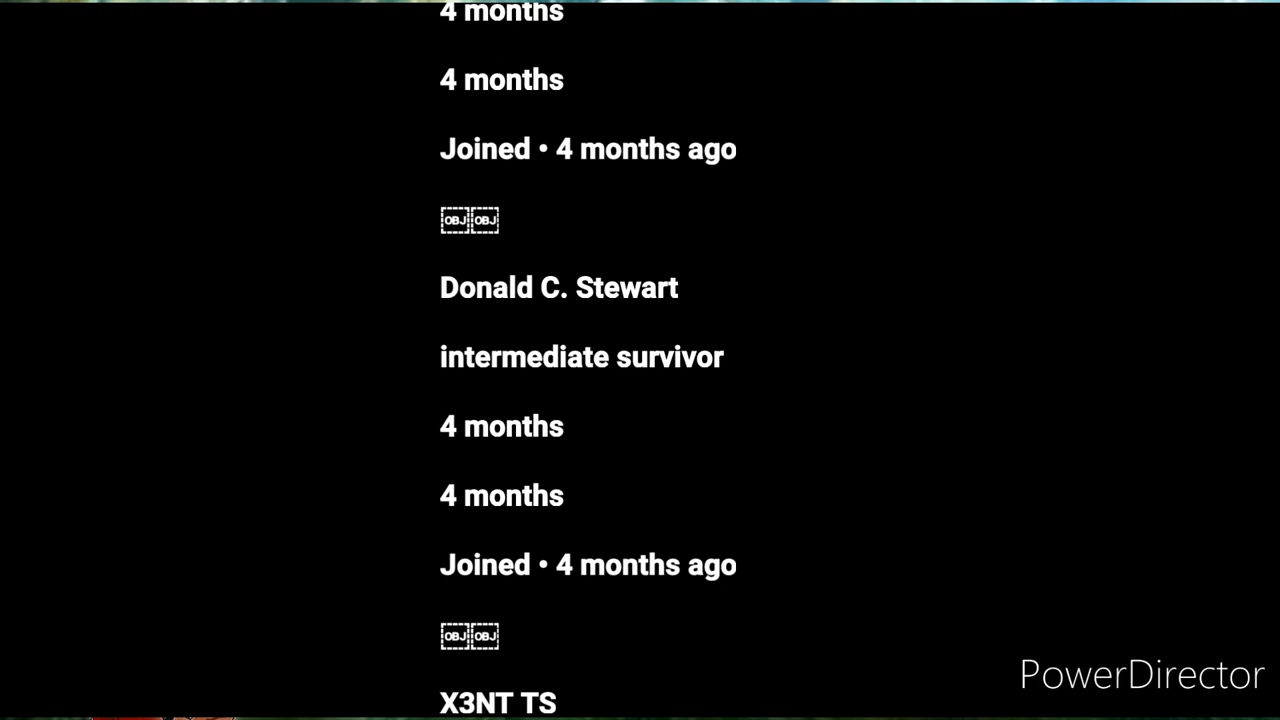 4 months
4 months
Joined • 4 months ago
￼￼
Donald C. Stewart
intermediate survivor
4 months
4 months
Joined • 4 months ago
￼￼
X3NT TS
PowerDirector